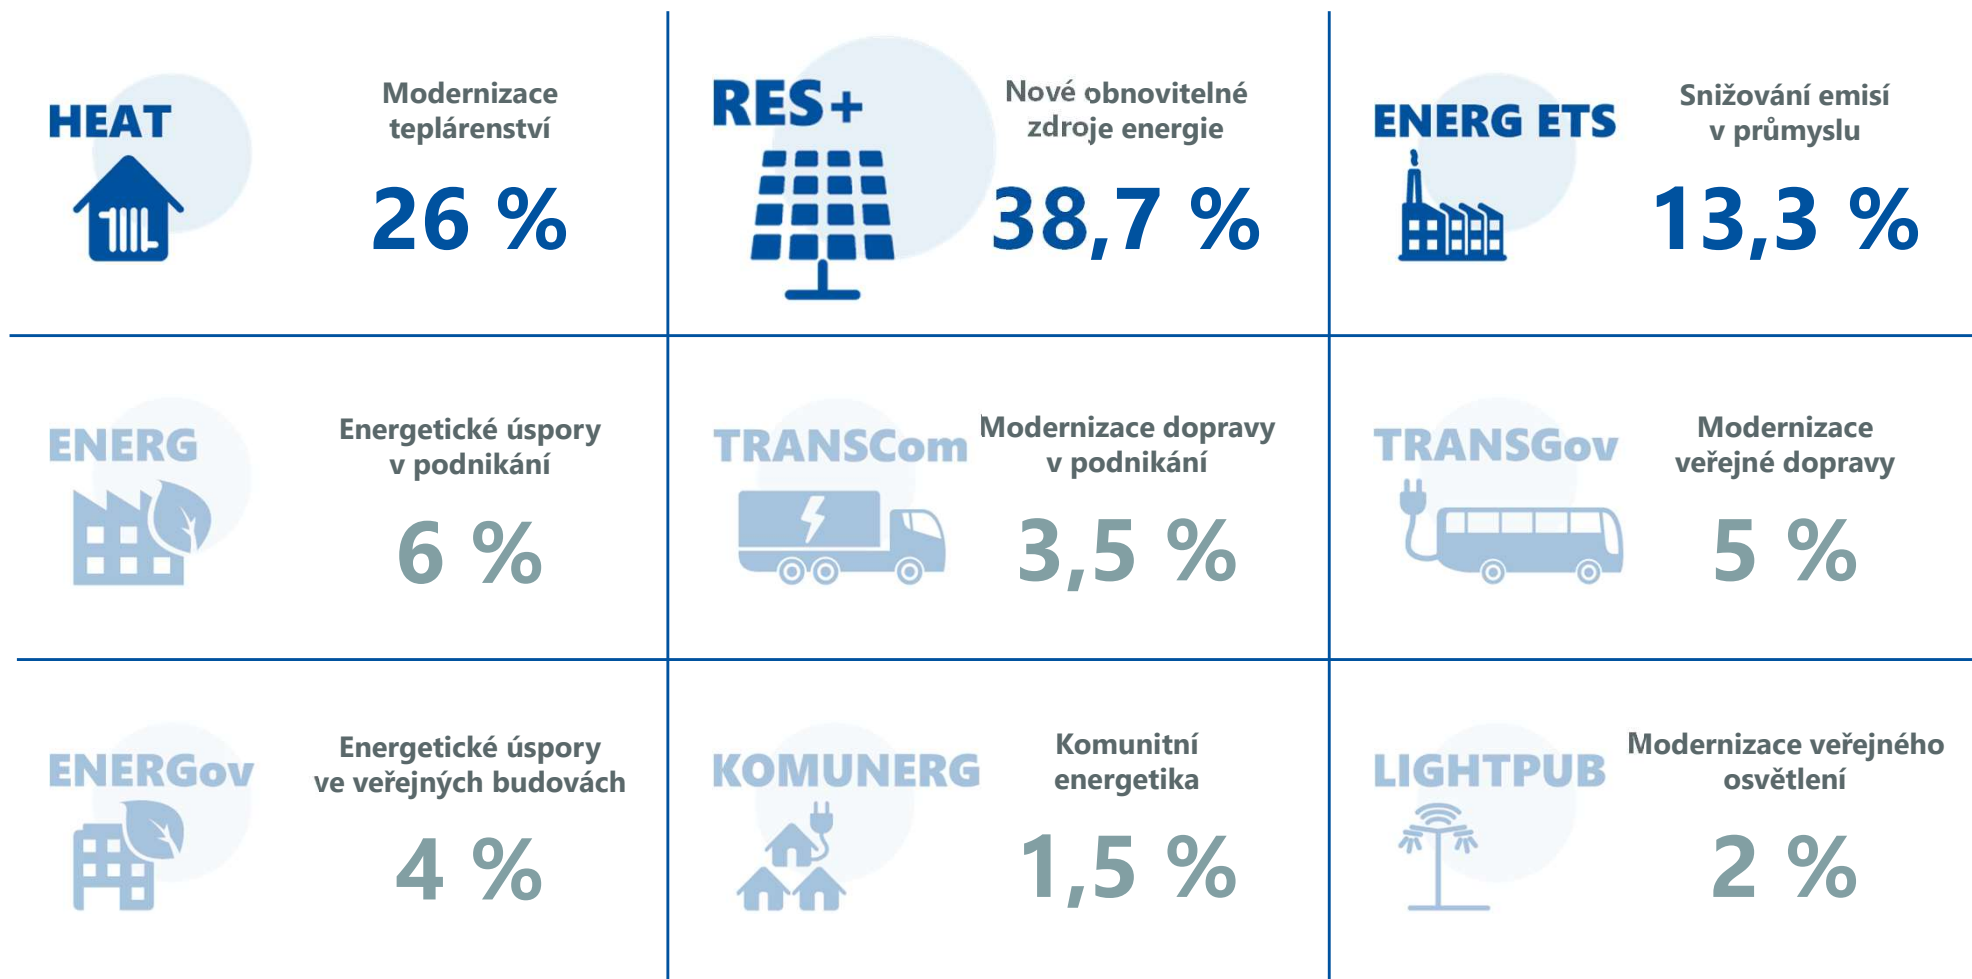 HEAT
Modernizace
teplárenství
26 %
RES+
Nové obnovitelné
zdroje energie
38,7 %
ENERG ETS
Snižování emisí
v průmyslu
13,3 %
ENERG
Energetické úspory
v podnikání
6 %
TRANSCom
Modernizace dopravy
v podnikání
3,5 %
TRANSGov
Modernizace
veřejné dopravy
5 %
ENERGov
Energetické úspory
ve veřejných budovách
4 %
KOMUNERG
Komunitní
energetika
1,5 %
LIGHTPUB
Modernizace veřejného
osvětlení
2 %